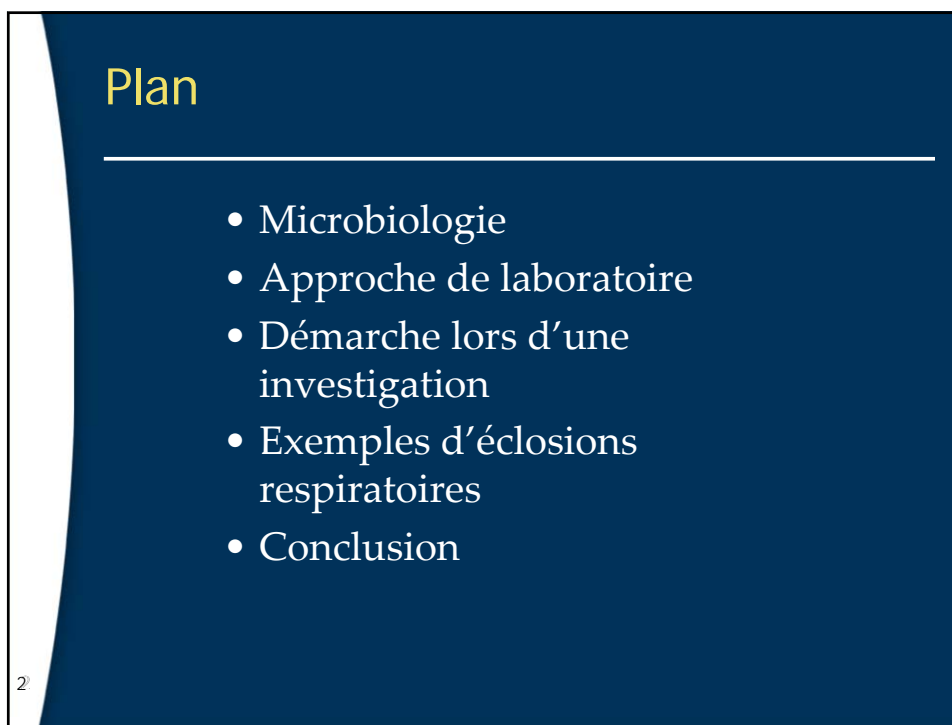 Plan
• Microbiologie
• Approche de laboratoire
• Démarche lors d’une
investigation
• Exemples d’éclosions
respiratoires
• Conclusion
2